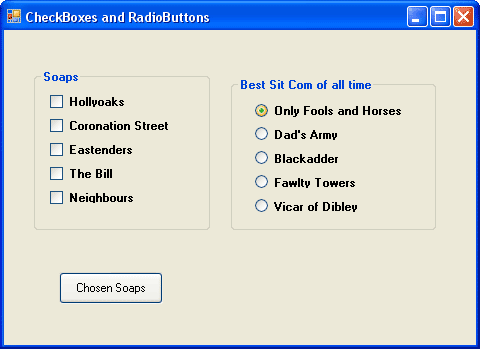 CheckBoxes and RadioButtons
Soaps
Hollyoaks
Coronation Street
Eastenders
The Bill
Neighbours
Best Sit Com of all time
Only Fools and Horses
Dad's Army
Blackadder
Fawlty Towers
Vicar of Dibley
Chosen Soaps